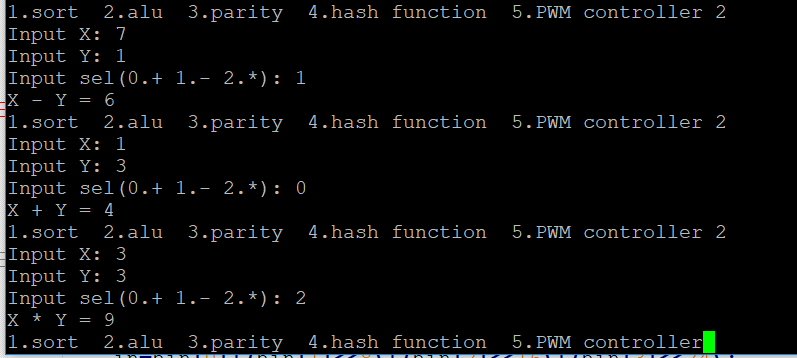 1.sort  2.alu  3.parity  4.hash function  5.PWM controller 2
Input X: 7
Input Y: 1
Input sel(0.+ 1.- 2.*): 1
X - Y = 6
1.sort  2.alu  3.parity  4.hash function  5.PWM controller 2
Input X: 1
Input Y: 3
Input sel(0.+ 1.- 2.*): 0
X + Y = 4
1.sort  2.alu  3.parity  4.hash function  5.PWM controller 2
Input X: 3
Input Y: 3
Input sel(0.+ 1.- 2.*): 2
X * Y = 9
1.sort  2.alu  3.parity  4.hash function  5.PWM controller